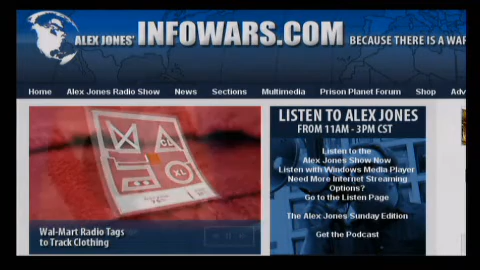 ALEX JONES' INFOWARS.COM BECAUSE THERE IS A WAR
Home Alex Jones Radio Show News Sections Multimedia Prison Planet Forum Shop Adv
CL
XL
Wal-Mart Radio Tags
to Track Clothing
LISTEN TO ALEX JONES
FROM 11AM - 3PM CST
Listen to the
Alex Jones Show Now
Listen with Windows Media Player
Need More Internet Streaming
Options?
Go to the Listen Page
The Alex Jones Sunday Edition
Get the Podcast